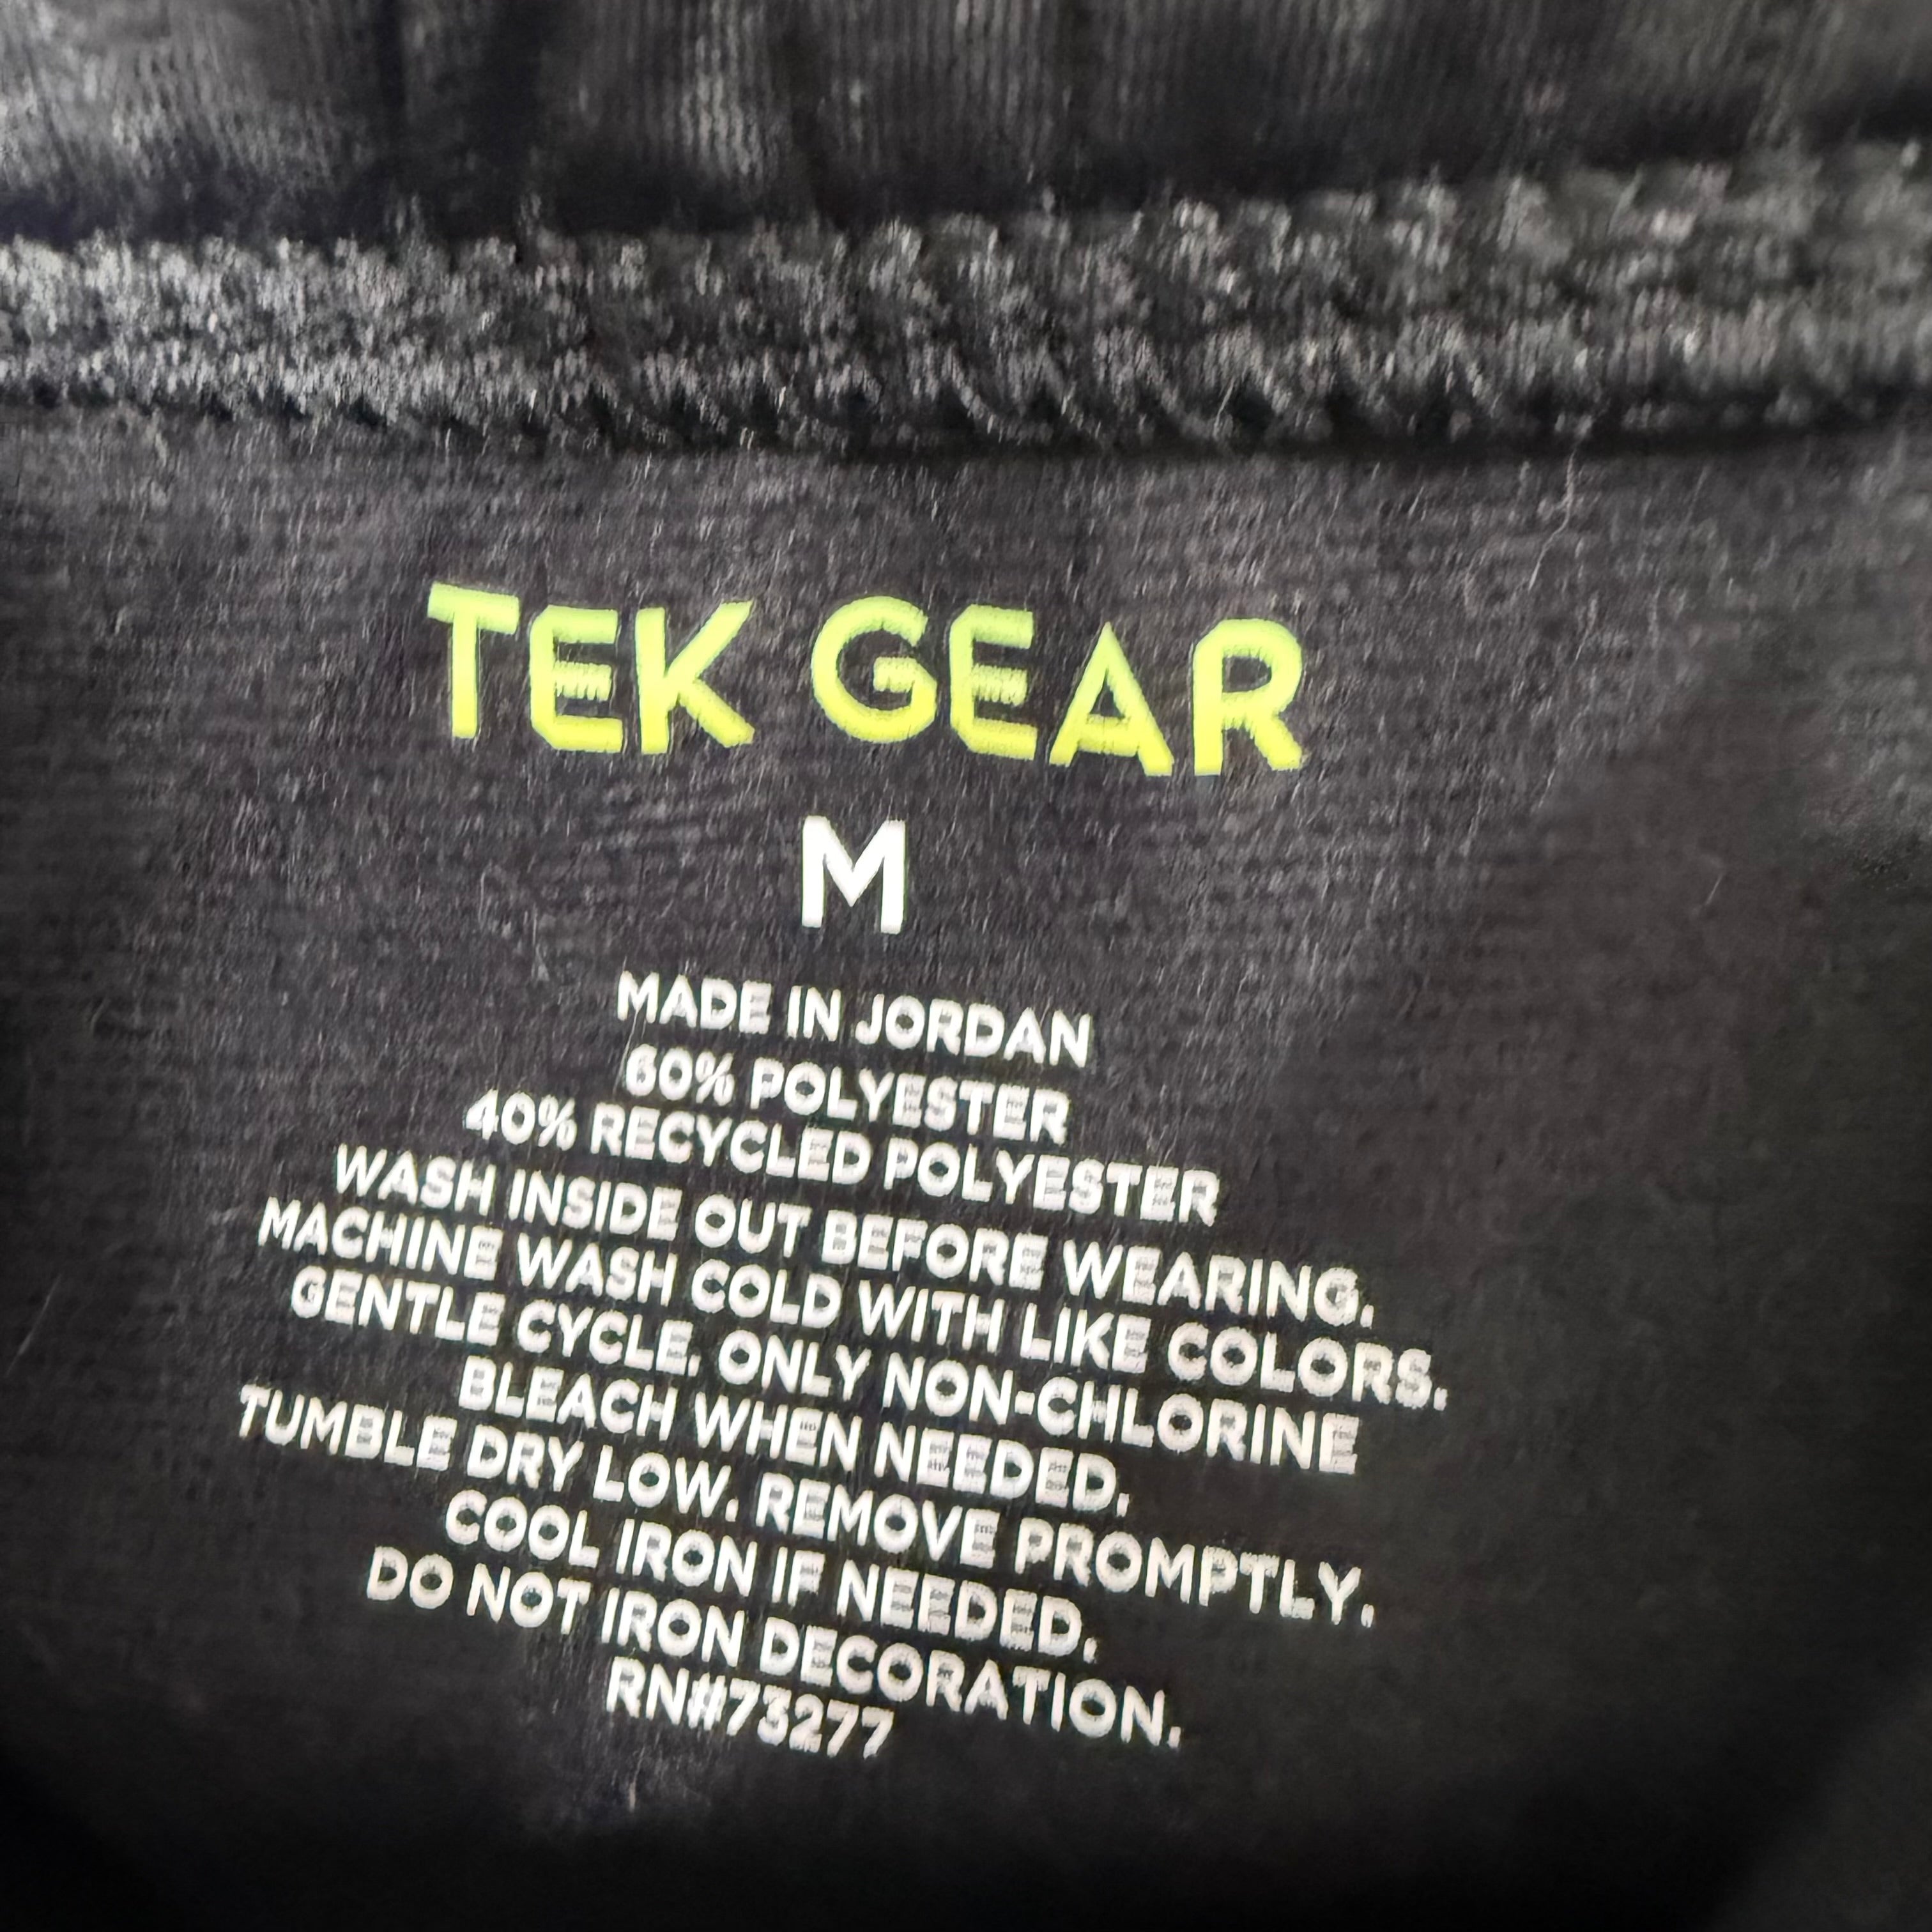 TEK GEAR
M
MADE IN JORDAN
60% POLYESTER
40% RECYCLED POLYESTER
WASH INSIDE OUT BEFORE WEARING.
MACHINE WASH COLD WITH LIKE COLORS.
GENTLE CYCLE. ONLY NON-CHLORINE
BLEACH WHEN NEEDED.
TUMBLE DRY LOW. REMOVE PROMPTLY.
COOL IRON IF NEEDED.
DO NOT IRON DECORATION.
RN#73277